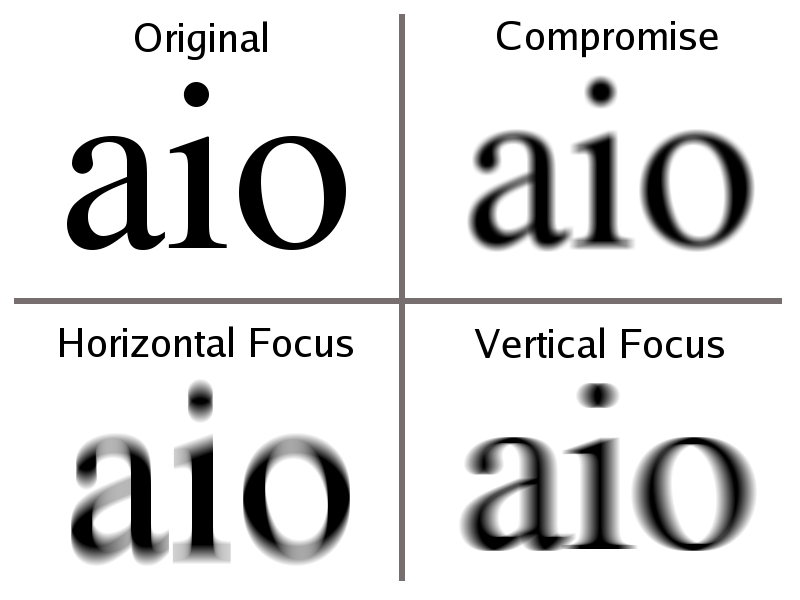 Original
aio
Compromise
aio
Horizontal Focus
aio
Vertical Focus
aio